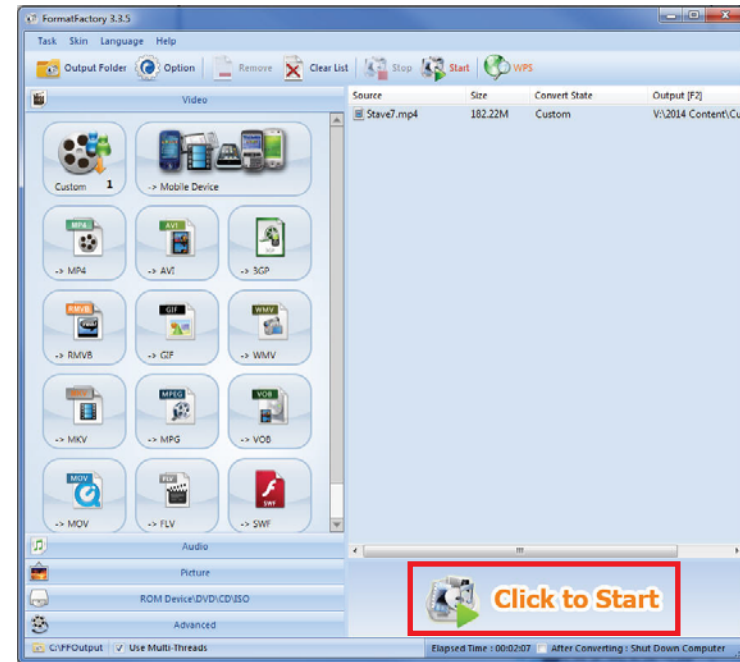 FormatFactory 3.3.5
Task Skin Language Help
Output Folder Option Remove Clear List Stop Start WPS
Video
Source Size Convert State Output [F2]
Stave7.mp4 182.22M Custom V:\2014 Content\Cu
Custom 1 -> Mobile Device
MP4 AVI 3GP
-> MP4 -> AVI -> 3GP
RMVB GIF WMV
-> RMVB -> GIF -> WMV
MKV MPEG VOB
-> MKV -> MPG -> VOB
MOV FLV SWF
-> MOV -> FLV -> SWF
Audio
Picture
ROM Device\DVD\CD\ISO
Advanced
Click to Start
C:\FFOutput Use Multi-Threads Elapsed Time : 00:02:07 After Converting : Shut Down Computer